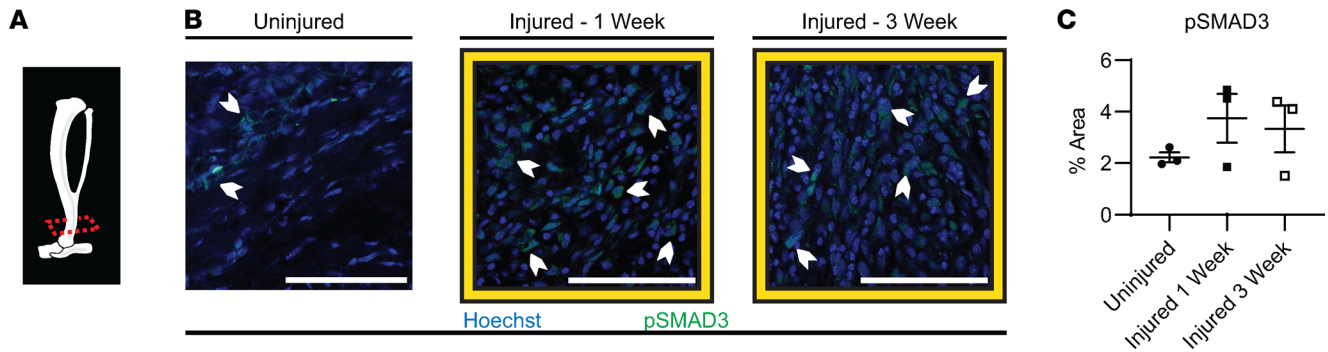 A
B
Uninjured
Injured - 1 Week
Injured - 3 Week
Hoechst
pSMAD3
C
pSMAD3
% Area
6
4
2
0
Uninjured
Injured 1 Week
Injured 3 Week